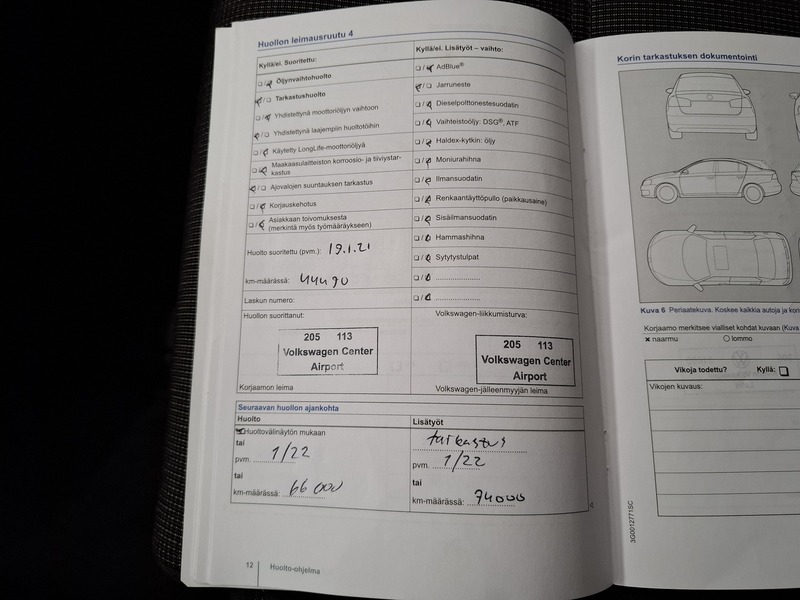 Huollon leimausruutu 4
Kyllä/ei. Suoritettu:
Öljynvaihtohuolto
Tarkastushuolto
Yhdistettynä moottoriöljyn vaihtoon
Yhdistettynä laajempiin huoltotöihin
Käytetty LongLife-moottoriöljyä
Maakaasulaitteiston korroosio- ja tiiviystar-
kastus
Ajovalojen suuntauksen tarkastus
Korjauskehotus
Asiakkaan toivomuksesta
(merkintä myös työmääräykseen)
Huolto suoritettu (pvm.): 19.1.21
km-määrässä: 44490
Laskun numero:
Huollon suorittanut:
205 113
Volkswagen Center
Airport
Korjaamon leima
Kyllä/ei. Lisätyöt – vaihto:
AdBlue®
Jarruneste
Dieselpolttonestesuodatin
Vaihteistoöljy: DSG®, ATF
Haldex-kytkin: öljy
Moniurahihna
Ilmansuodatin
Renkaantäyttöpullo (paikkausaine)
Sisäilmansuodatin
Hammashihna
Sytytystulpat
Volkswagen-liikkumisturva:
205 113
Volkswagen Center
Airport
Volkswagen-jälleenmyyjän leima
Seuraavan huollon ajankohta
Huolto
Huoltovälinäytön mukaan
tai
pvm. 1/22
tai
km-määrässä: 66 000
Lisätyöt
tarkastus
pvm. 1/22
tai
km-määrässä: 74000
12 Huolto-ohjelma
Korin tarkastuksen dokumentointi
Kuva 6 Periaatekuva. Koskee kaikkia autoja ja
Korjaamo merkitsee vialliset kohdat kuvaan (Kuva
naarmu lommo
Vikoja todettu? Kyllä:
Vikojen kuvaus:
3G0012771SC